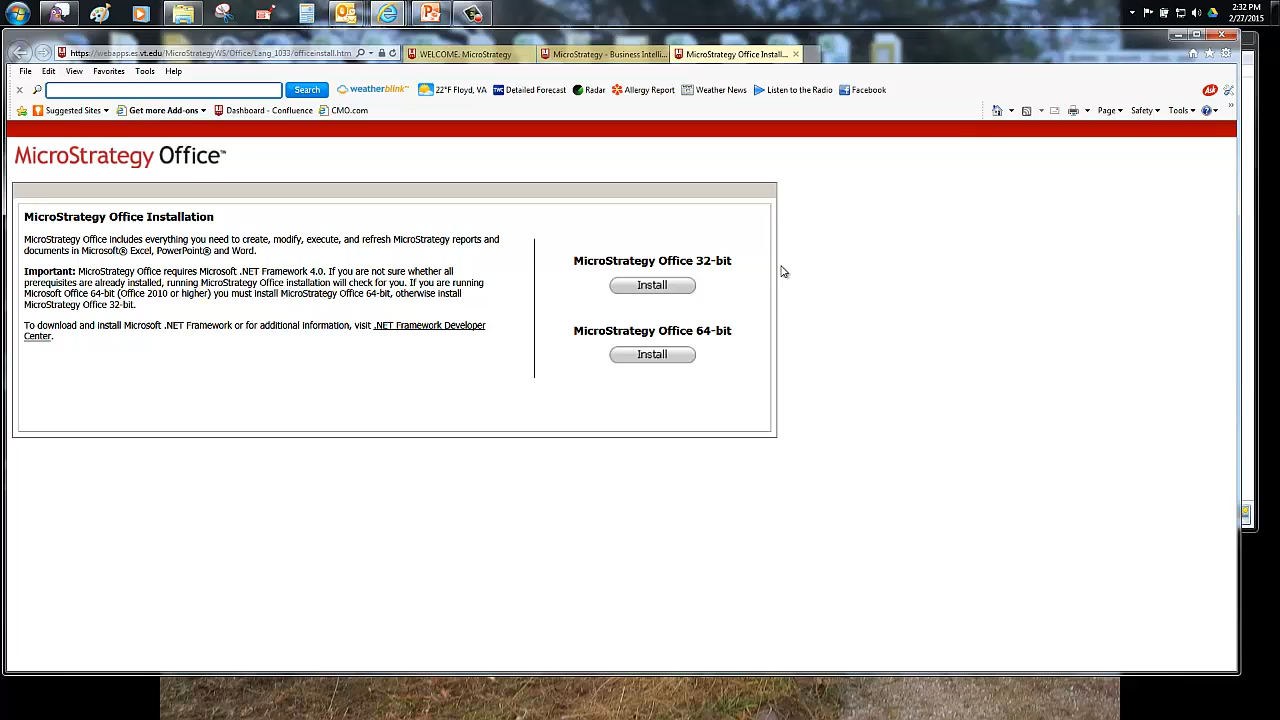 2:32 PM
2/27/2015
https://webapps.es.vt.edu/MicroStrategyWS/Office/Lang_1033/officeinstall.htm
WELCOME. MicroStrategy
MicroStrategy - Business Intelli...
MicroStrategy Office Install...
File Edit View Favorites Tools Help
Search
weatherblink™
22°F Floyd, VA
Detailed Forecast
Radar
Allergy Report
Weather News
Listen to the Radio
Facebook
Ask
Suggested Sites
Get more Add-ons
Dashboard - Confluence
CMO.com
Page
Safety
Tools
MicroStrategy Office™
MicroStrategy Office Installation
MicroStrategy Office includes everything you need to create, modify, execute, and refresh MicroStrategy reports and
documents in Microsoft® Excel, PowerPoint® and Word.
Important: MicroStrategy Office requires Microsoft .NET Framework 4.0. If you are not sure whether all
prerequisites are already installed, running MicroStrategy Office installation will check for you. If you are running
Microsoft Office 64-bit (Office 2010 or higher) you must install MicroStrategy Office 64-bit, otherwise install
MicroStrategy Office 32-bit.
To download and install Microsoft .NET Framework or for additional information, visit .NET Framework Developer
Center.
MicroStrategy Office 32-bit
Install
MicroStrategy Office 64-bit
Install